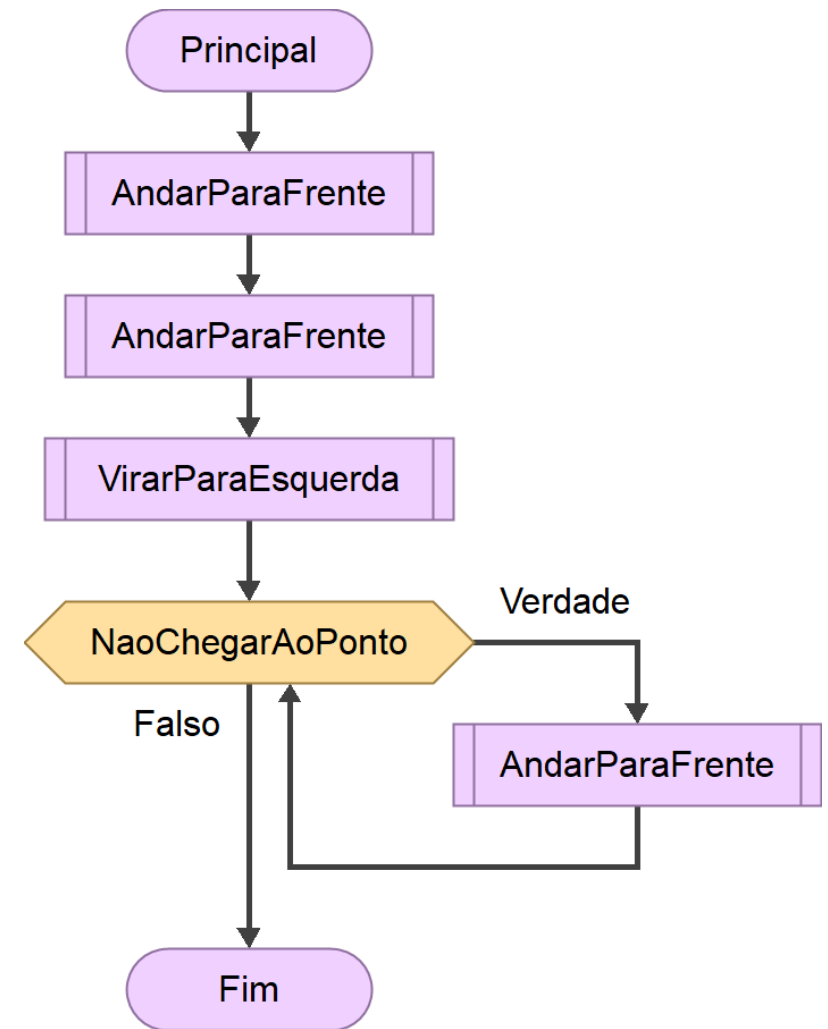 Principal
AndarParaFrente
AndarParaFrente
VirarParaEsquerda
NaoChegarAoPonto
Verdade
Falso
AndarParaFrente
Fim